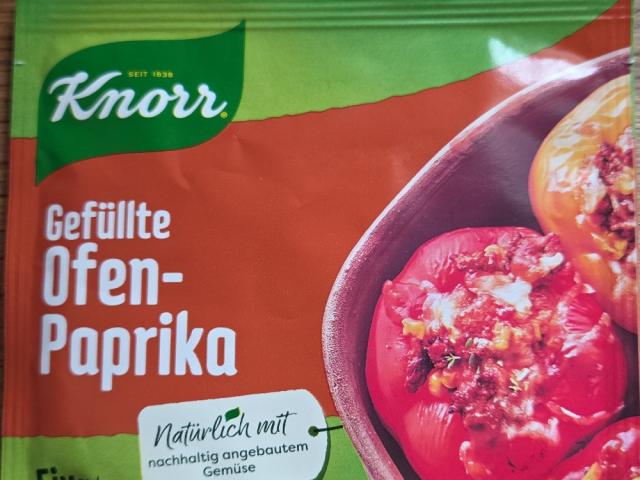 SEIT 1838
Knorr
Gefüllte
Ofen-
Paprika
Natürlich mit
nachhaltig angebautem
Gemüse